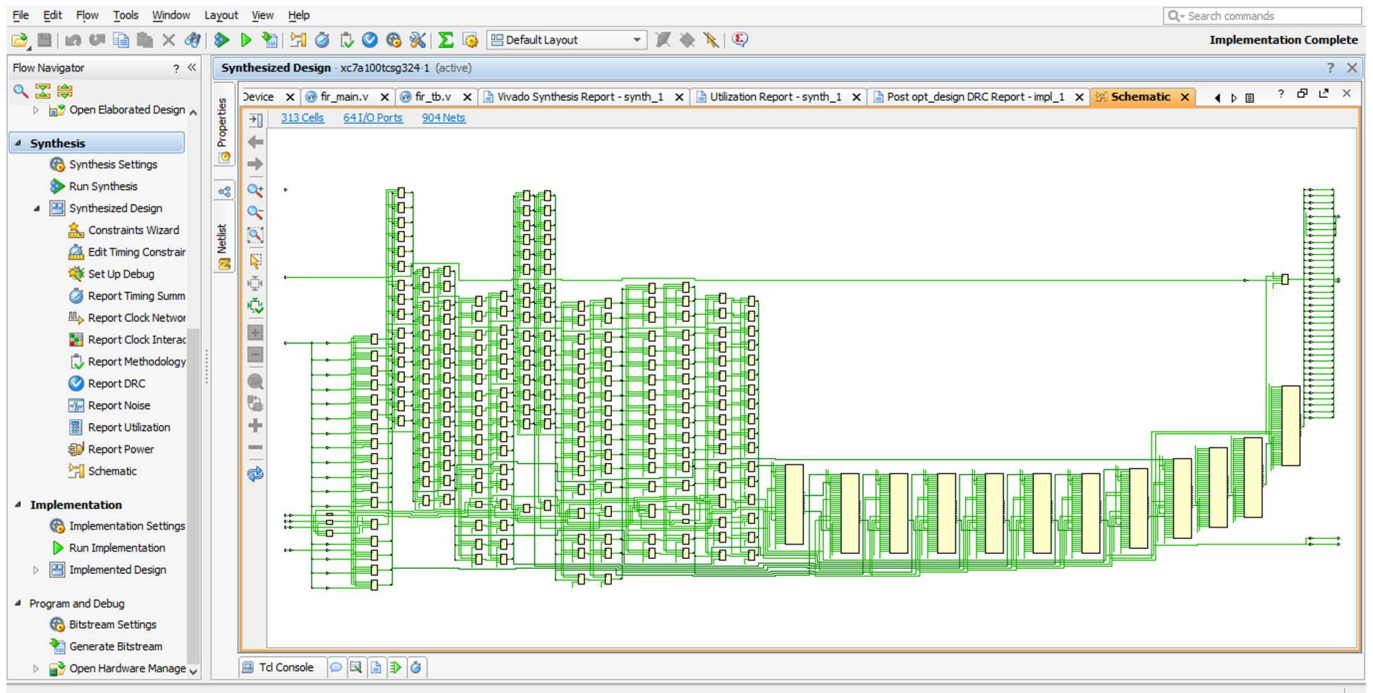 File Edit Flow Tools Window Layout View Help
Search commands
Default Layout
Implementation Complete
Flow Navigator
Synthesized Design - xc7a100tcsg324-1 (active)
Open Elaborated Design
Device
fir_main.v
fir_tb.v
Vivado Synthesis Report - synth_1
Utilization Report - synth_1
Post opt_design DRC Report - impl_1
Schematic
313 Cells 64 I/O Ports 904 Nets
Properties
Netlist
Synthesis
Synthesis Settings
Run Synthesis
Synthesized Design
Constraints Wizard
Edit Timing Constrair
Set Up Debug
Report Timing Summ
Report Clock Networ
Report Clock Interac
Report Methodology
Report DRC
Report Noise
Report Utilization
Report Power
Schematic
Implementation
Implementation Settings
Run Implementation
Implemented Design
Program and Debug
Bitstream Settings
Generate Bitstream
Open Hardware Manage
Tcl Console